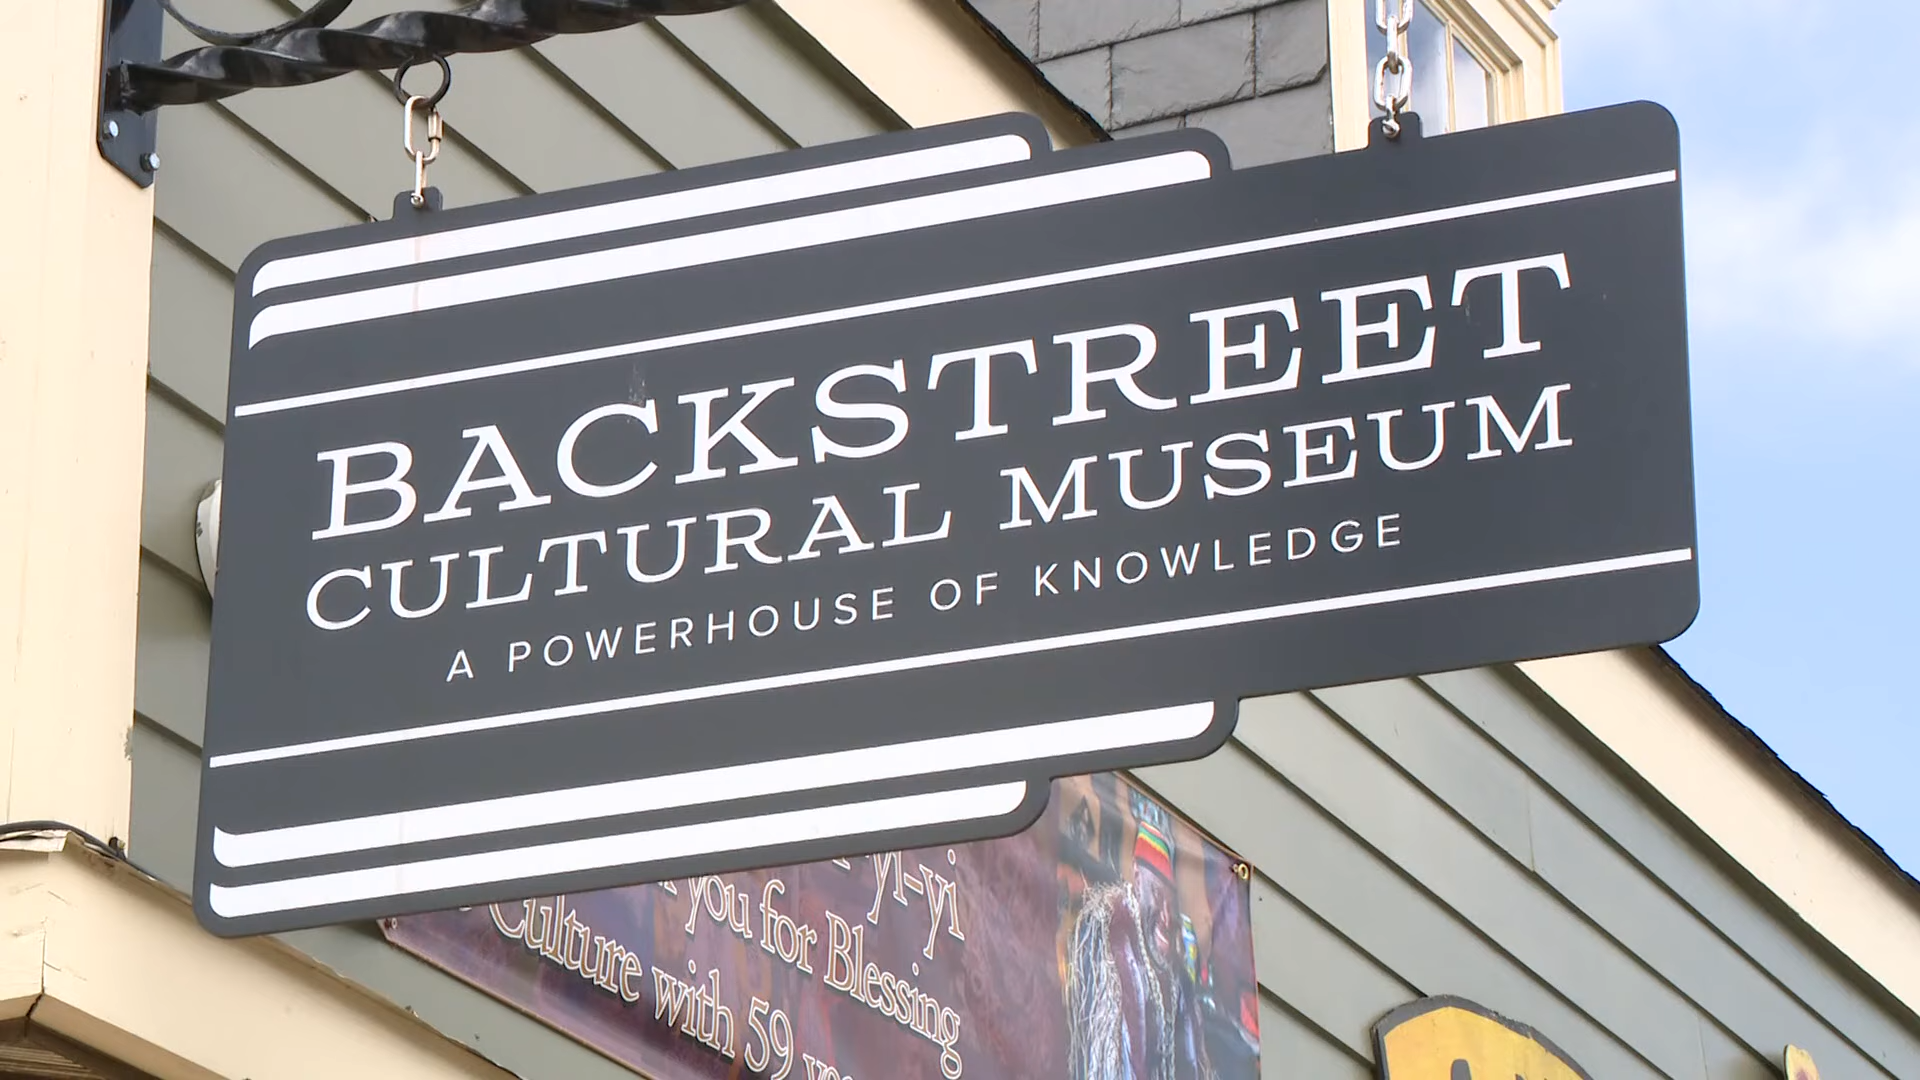 BACKSTREET
CULTURAL MUSEUM
A POWERHOUSE OF KNOWLEDGE
yi-yi
you for Blessing
Culture with 59